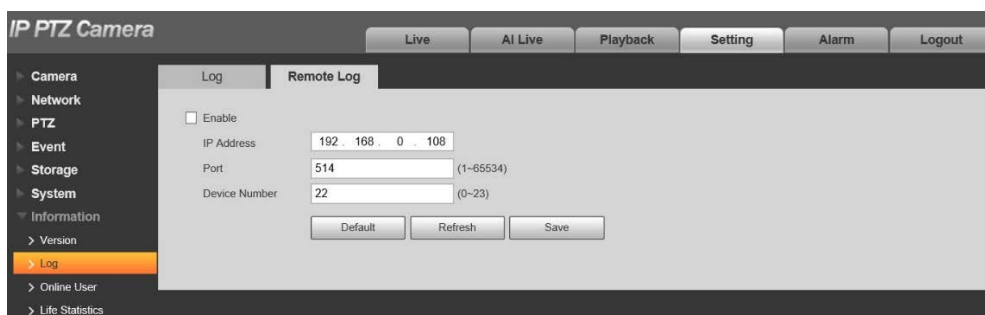 IP PTZ Camera
Live
AI Live
Playback
Setting
Alarm
Logout
Camera
Network
PTZ
Event
Storage
System
Information
> Version
> Log
> Online User
> Life Statistics
Log
Remote Log
Enable
IP Address 192 . 168 . 0 . 108
Port 514 (1~65534)
Device Number 22 (0~23)
Default Refresh Save